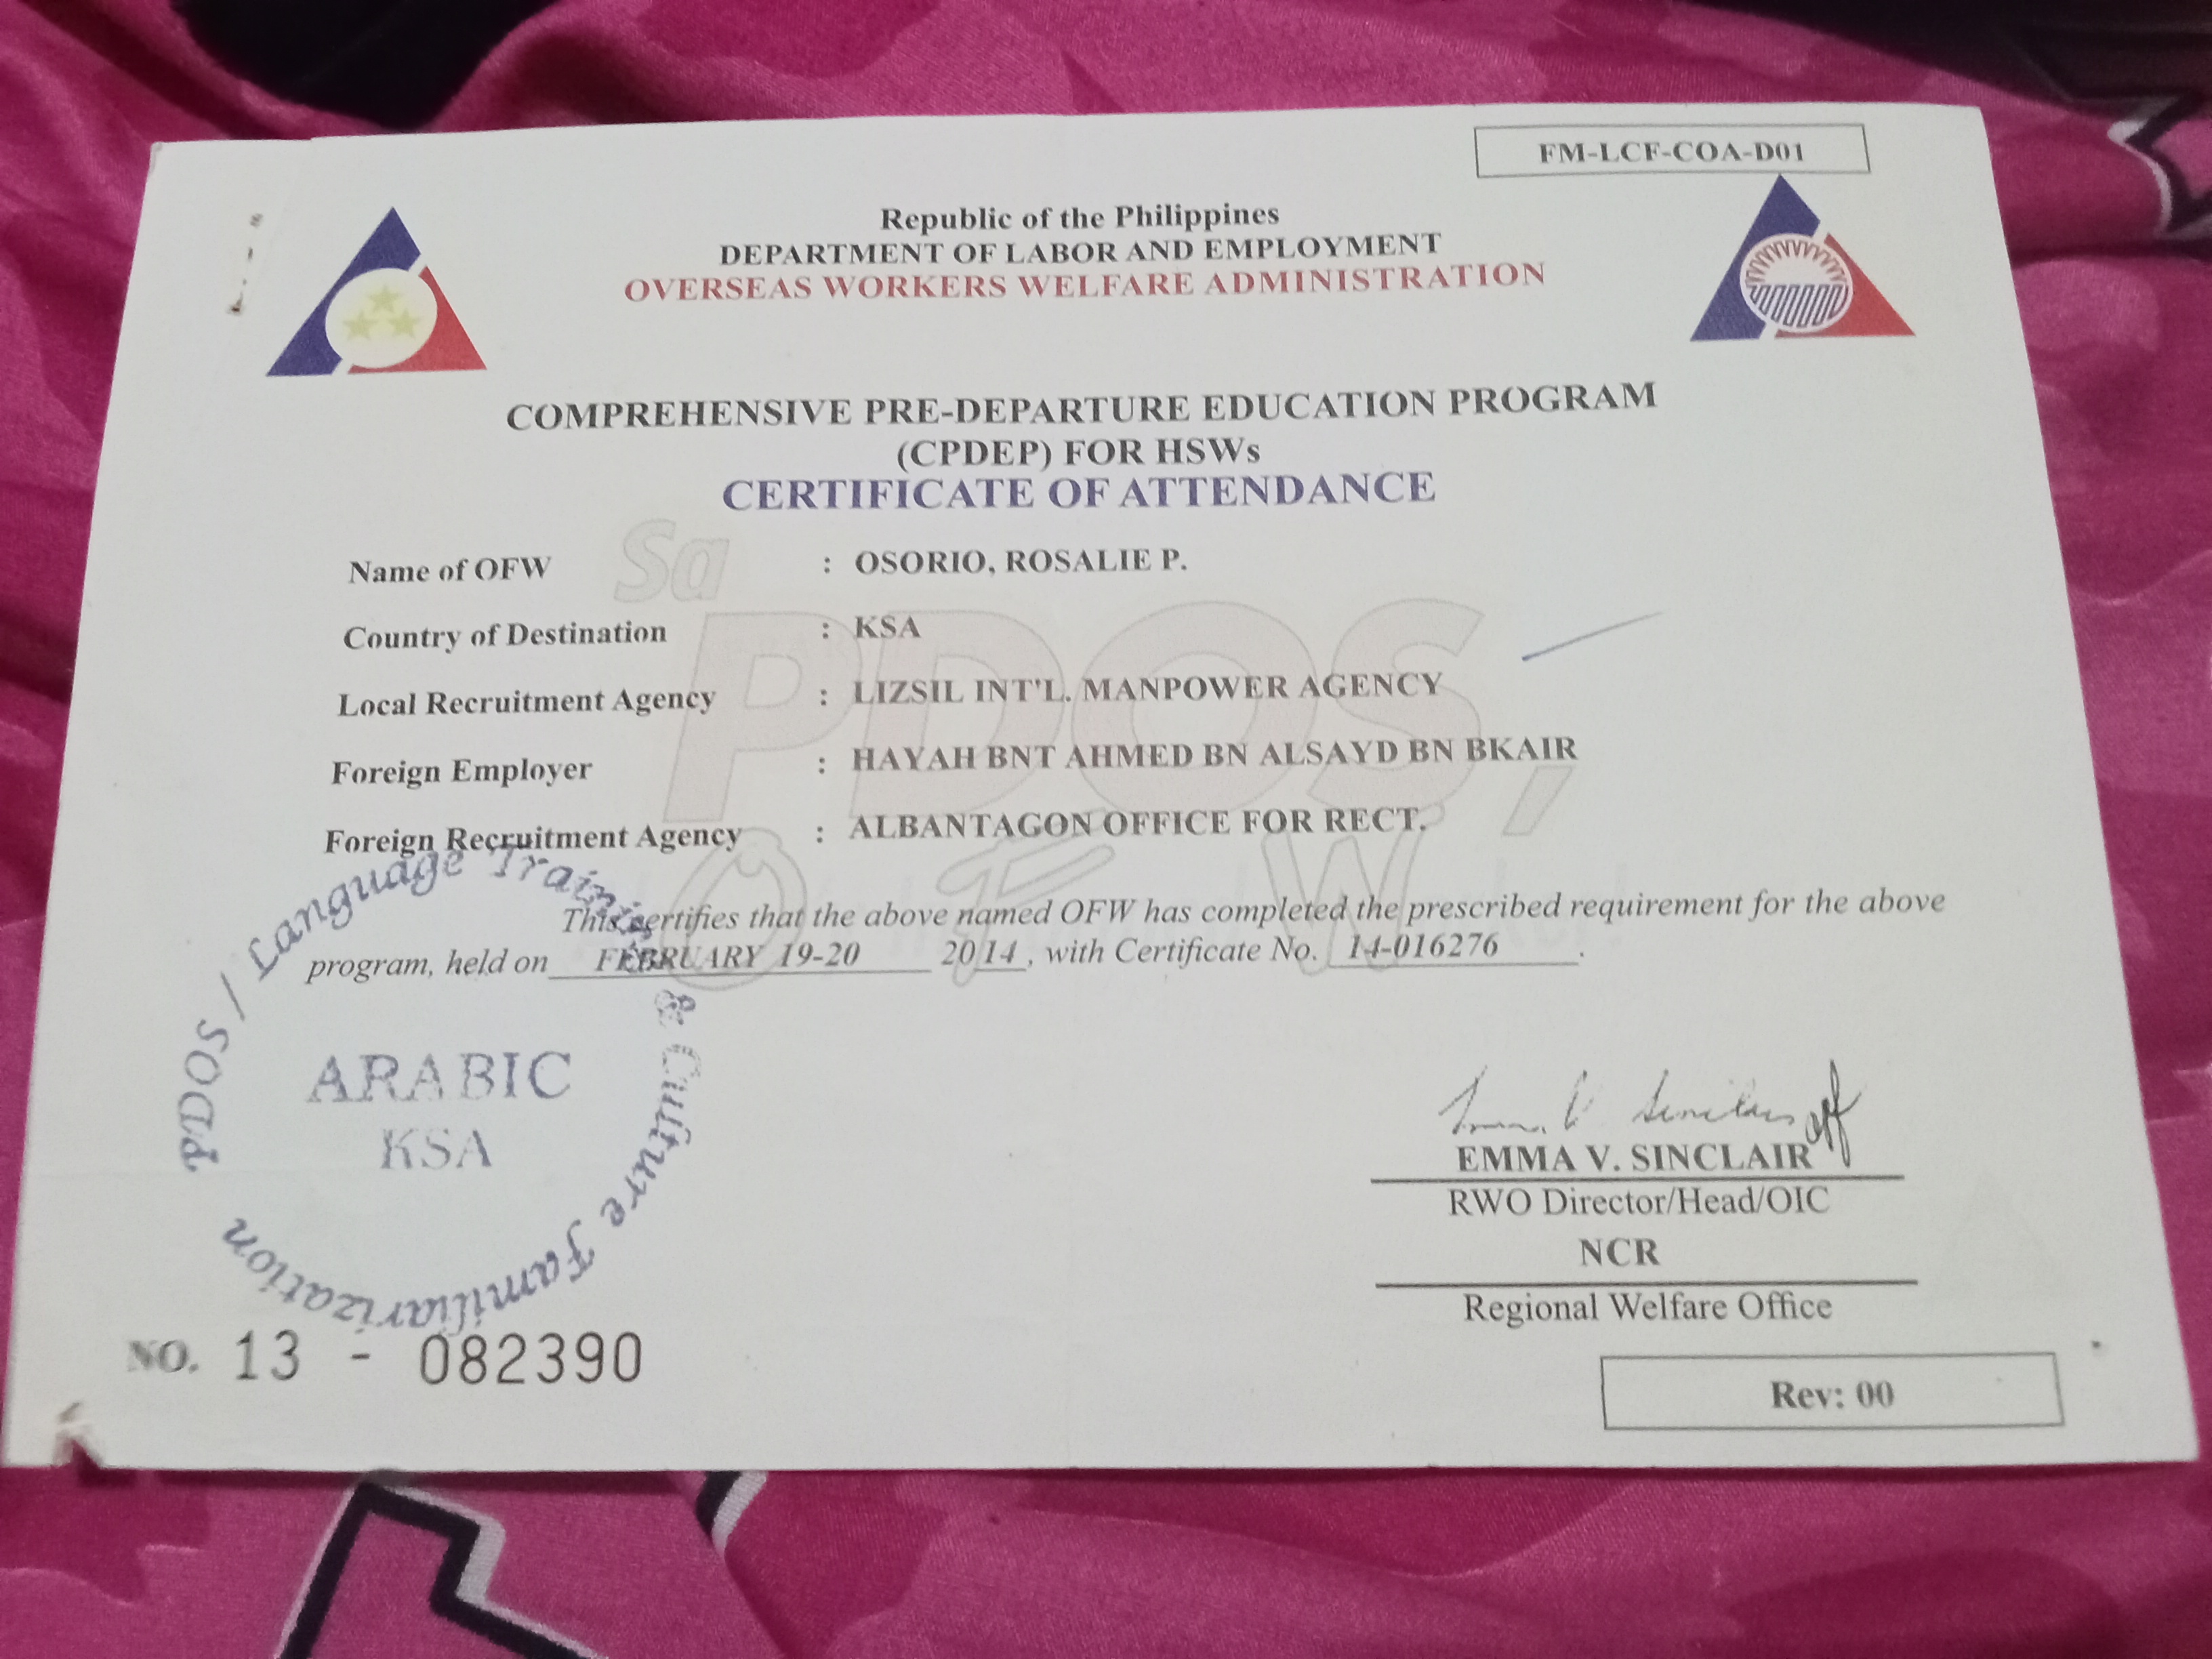 FM-LCF-COA-D01
Republic of the Philippines
DEPARTMENT OF LABOR AND EMPLOYMENT
OVERSEAS WORKERS WELFARE ADMINISTRATION
COMPREHENSIVE PRE-DEPARTURE EDUCATION PROGRAM
(CPDEP) FOR HSWs
CERTIFICATE OF ATTENDANCE
Sa PDOS,
Name of OFW : OSORIO, ROSALIE P.
Country of Destination : KSA
Local Recruitment Agency : LIZSIL INT'L. MANPOWER AGENCY
Foreign Employer : HAYAH BNT AHMED BN ALSAYD BN BKAIR
Foreign Recruitment Agency : ALBANTAGON OFFICE FOR RECT.
This certifies that the above named OFW has completed the prescribed requirement for the above
program, held on FEBRUARY 19-20 2014, with Certificate No. 14-016276.
PDOS / Language Training & Culture Familiarization
ARABIC
KSA
EMMA V. SINCLAIR
RWO Director/Head/OIC
NCR
Regional Welfare Office
NO. 13 - 082390
Rev: 00